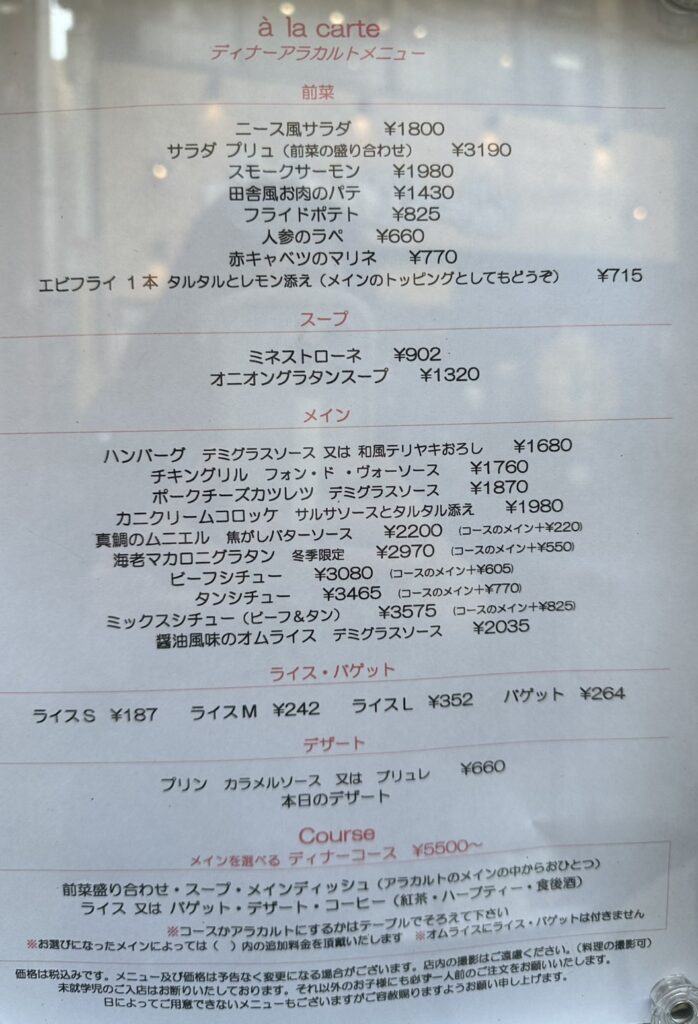 à la carte
ディナーアラカルトメニュー
前菜
ニース風サラダ ¥1800
サラダ プリュ（前菜の盛り合わせ） ¥3190
スモークサーモン ¥1980
田舎風お肉のパテ ¥1430
フライドポテト ¥825
人参のラペ ¥660
赤キャベツのマリネ ¥770
エビフライ 1本 タルタルとレモン添え（メインのトッピングとしてもどうぞ） ¥715
スープ
ミネストローネ ¥902
オニオングラタンスープ ¥1320
メイン
ハンバーグ デミグラスソース 又は 和風テリヤキおろし ¥1680
チキングリル フォン・ド・ヴォーソース ¥1760
ポークチーズカツレツ デミグラスソース ¥1870
カニクリームコロッケ サルサソースとタルタル添え ¥1980
真鯛のムニエル 焦がしバターソース ¥2200 （コースのメイン+¥220）
海老マカロニグラタン 冬季限定 ¥2970 （コースのメイン+¥550）
ビーフシチュー ¥3080 （コースのメイン+¥605）
タンシチュー ¥3465 （コースのメイン+¥770）
ミックスシチュー（ビーフ&タン） ¥3575 （コースのメイン+¥825）
醤油風味のオムライス デミグラスソース ¥2035
ライス・バゲット
ライスS ¥187 ライスM ¥242 ライスL ¥352 バゲット ¥264
デザート
プリン カラメルソース 又は ブリュレ ¥660
本日のデザート
Course
メインを選べる ディナーコース ¥5500〜
前菜盛り合わせ・スープ・メインディッシュ（アラカルトのメインの中からおひとつ）
ライス 又は バゲット・デザート・コーヒー（紅茶・ハーブティー・食後酒）
※コースかアラカルトにするかはテーブルでそろえて下さい
※お選びになったメインによっては（ ）内の追加料金を頂戴いたします ※オムライスにライス・バゲットは付きません
価格は税込みです。メニュー及び価格は予告なく変更になる場合がございます。店内の撮影はご遠慮ください。（料理の撮影可）
未就学児のご入店はお断りいたしております。それ以外のお子様にも必ず一人前のご注文をお願いいたします。
日によってご用意できないメニューもございますがご容赦賜りますようお願い申し上げます。